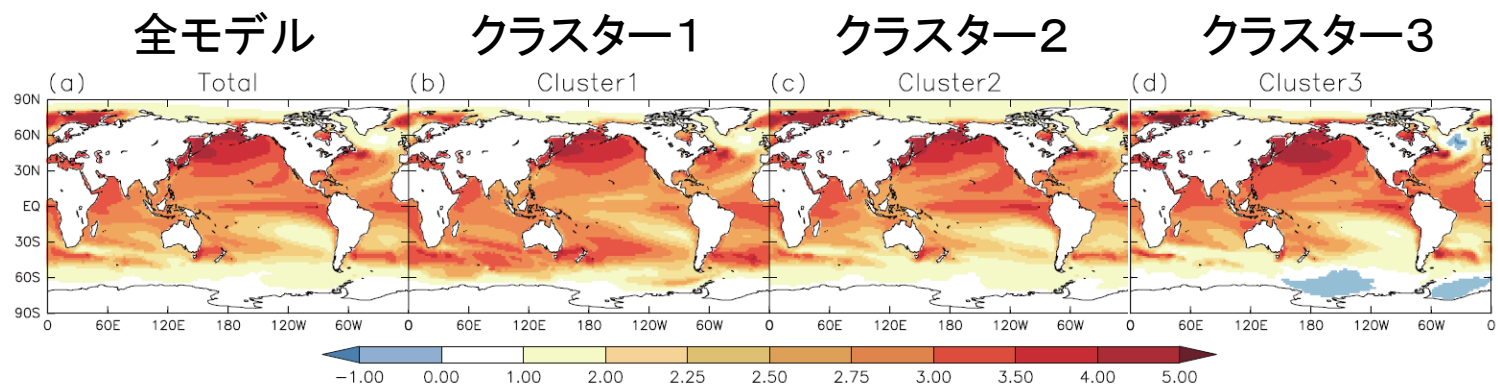 全モデル クラスター1 クラスター2 クラスター3
(a) Total (b) Cluster1 (c) Cluster2 (d) Cluster3
90N
60N
30N
EQ
30S
60S
90S
0 60E 120E 180 120W 60W 0 60E 120E 180 120W 60W 0 60E 120E 180 120W 60W 0 60E 120E 180 120W 60W 0
-1.00 0.00 1.00 2.00 2.25 2.50 2.75 3.00 3.50 4.00 5.00